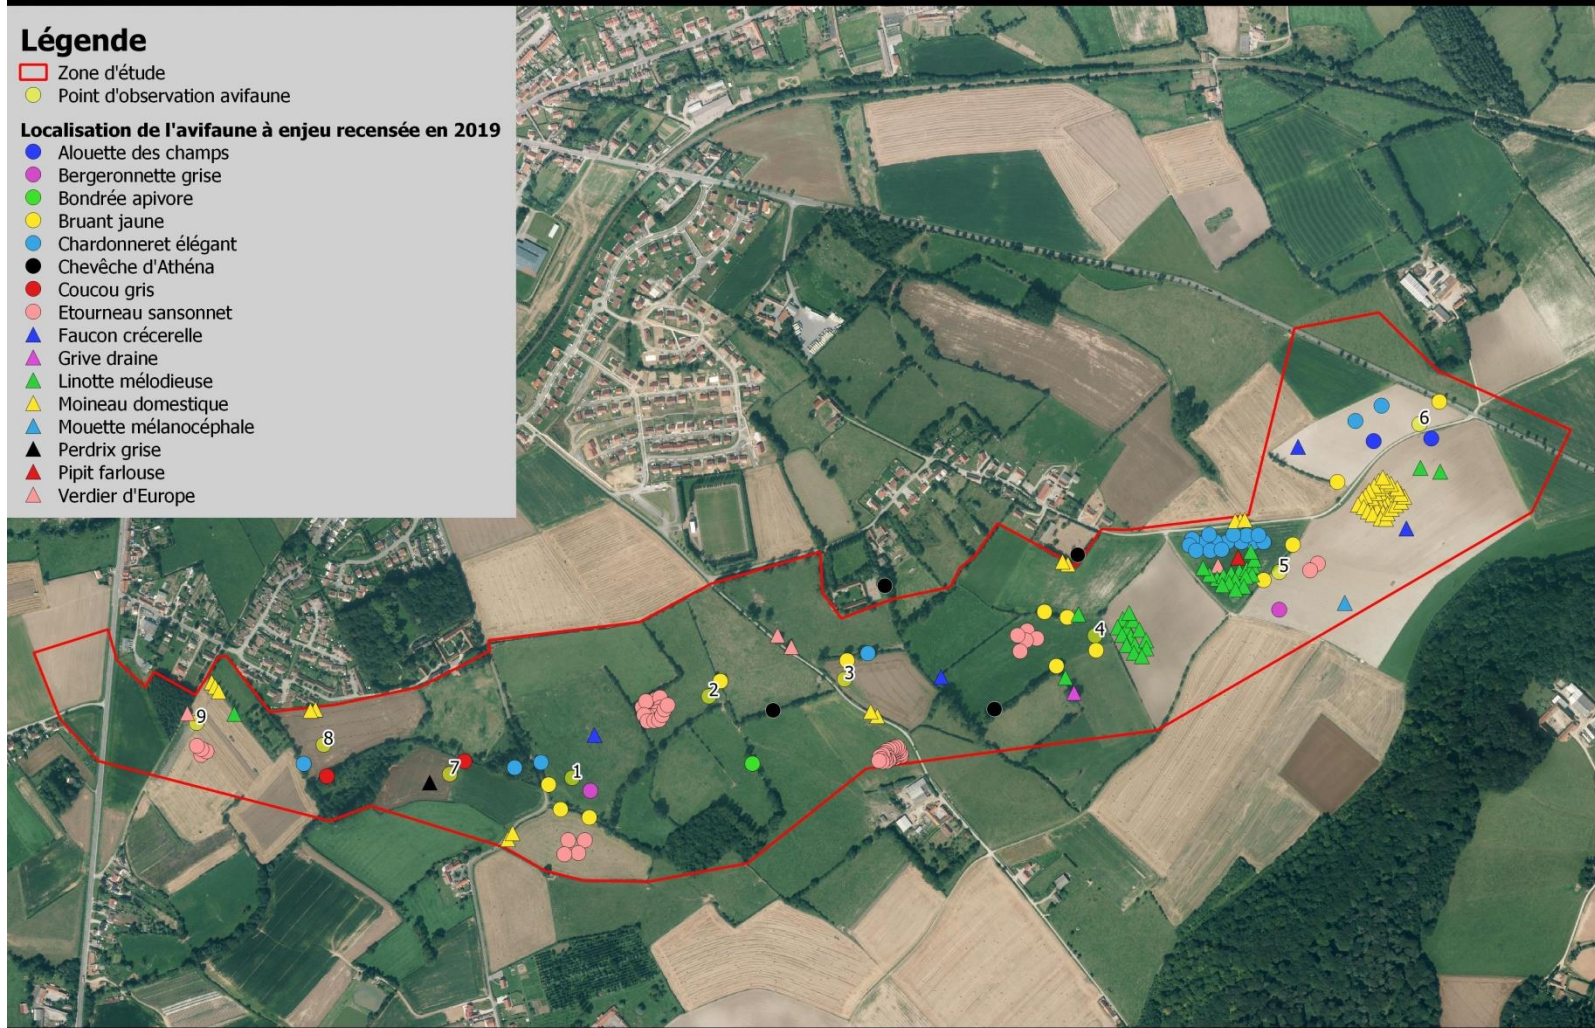 Légende
Zone d'étude
Point d'observation avifaune
Localisation de l'avifaune à enjeu recensée en 2019
Alouette des champs
Bergeronnette grise
Bondrée apivore
Bruant jaune
Chardonneret élégant
Chevêche d'Athéna
Coucou gris
Etourneau sansonnet
Faucon crécerelle
Grive draine
Linotte mélodieuse
Moineau domestique
Mouette mélanocéphale
Perdrix grise
Pipit farlouse
Verdier d'Europe
6
5
4
3
2
9
8
7
1